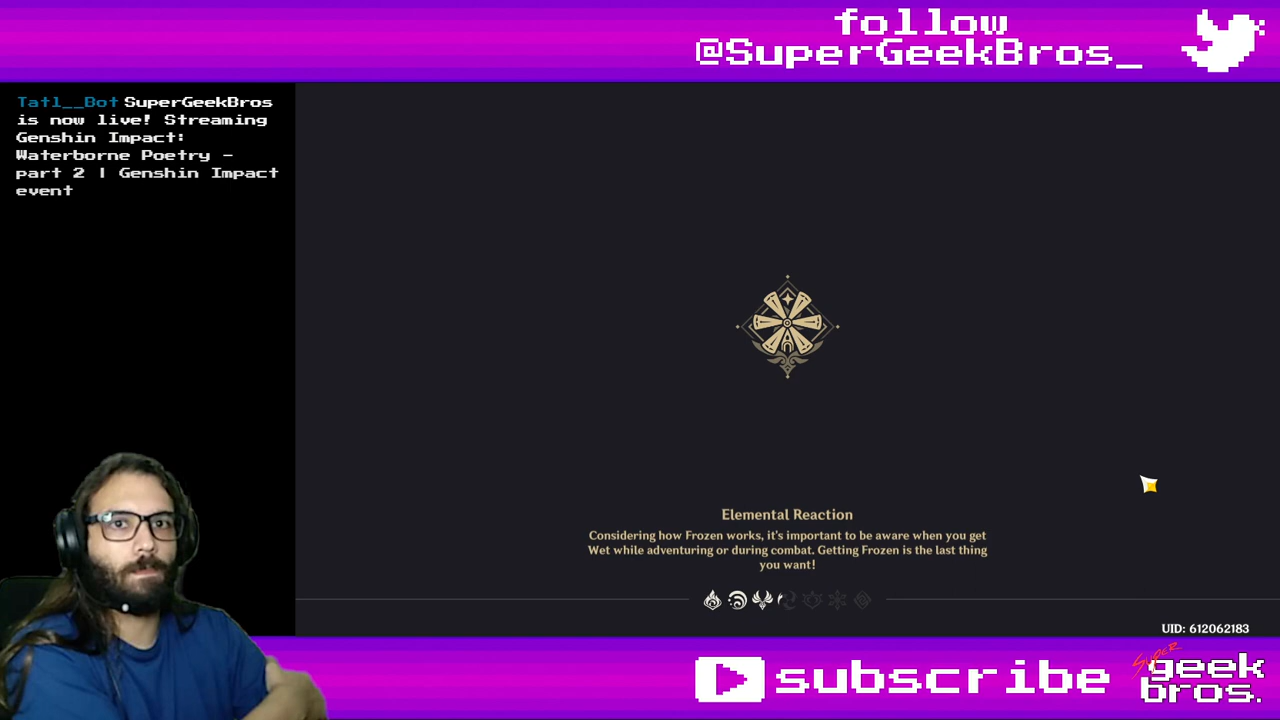 follow
@SuperGeekBros_
Tatl__Bot SuperGeekBros
is now live! Streaming
Genshin Impact:
Waterborne Poetry -
part 2 | Genshin Impact
event
Elemental Reaction
Considering how Frozen works, it's important to be aware when you get
Wet while adventuring or during combat. Getting Frozen is the last thing
you want!
UID: 612062183
subscribe
SUPER
geek
bros.